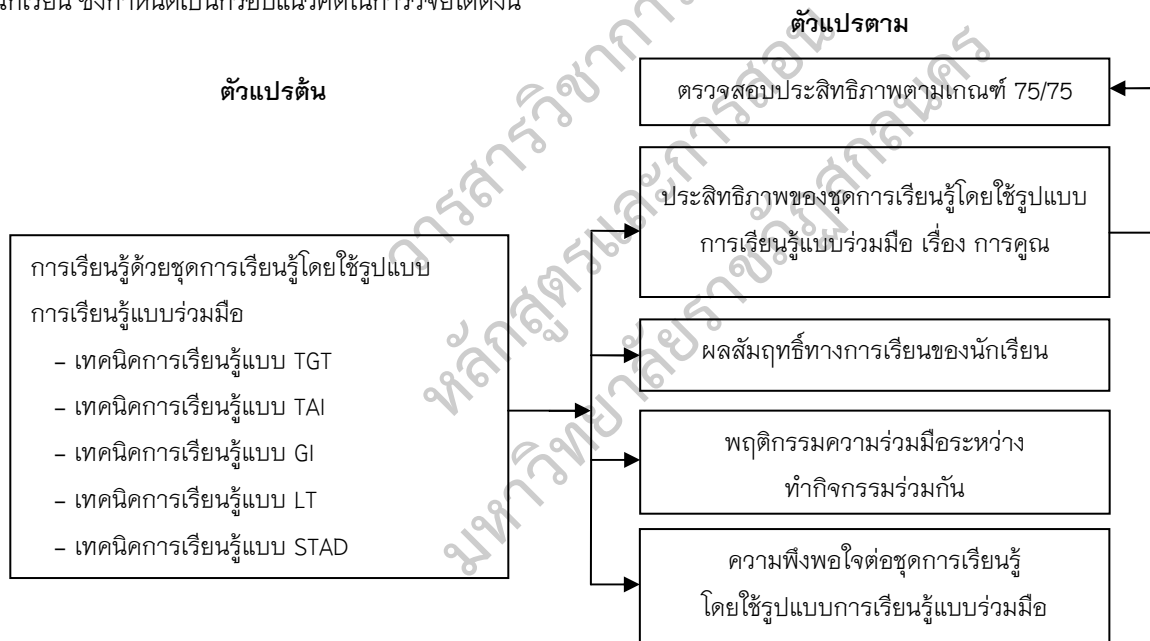 นักเรียน ซึ่งกำหนดเป็นกรอบแนวคิดในการวิจัยได้ดังนี้
ตัวแปรต้น
การเรียนรู้ด้วยชุดการเรียนรู้โดยใช้รูปแบบ
การเรียนรู้แบบร่วมมือ
– เทคนิคการเรียนรู้แบบ TGT
– เทคนิคการเรียนรู้แบบ TAI
– เทคนิคการเรียนรู้แบบ GI
– เทคนิคการเรียนรู้แบบ LT
– เทคนิคการเรียนรู้แบบ STAD
ตัวแปรตาม
ตรวจสอบประสิทธิภาพตามเกณฑ์ 75/75
ประสิทธิภาพของชุดการเรียนรู้โดยใช้รูปแบบ
การเรียนรู้แบบร่วมมือ เรื่อง การคูณ
ผลสัมฤทธิ์ทางการเรียนของนักเรียน
พฤติกรรมความร่วมมือระหว่าง
ทำกิจกรรมร่วมกัน
ความพึงพอใจต่อชุดการเรียนรู้
โดยใช้รูปแบบการเรียนรู้แบบร่วมมือ
หลักสูตรและการสอน